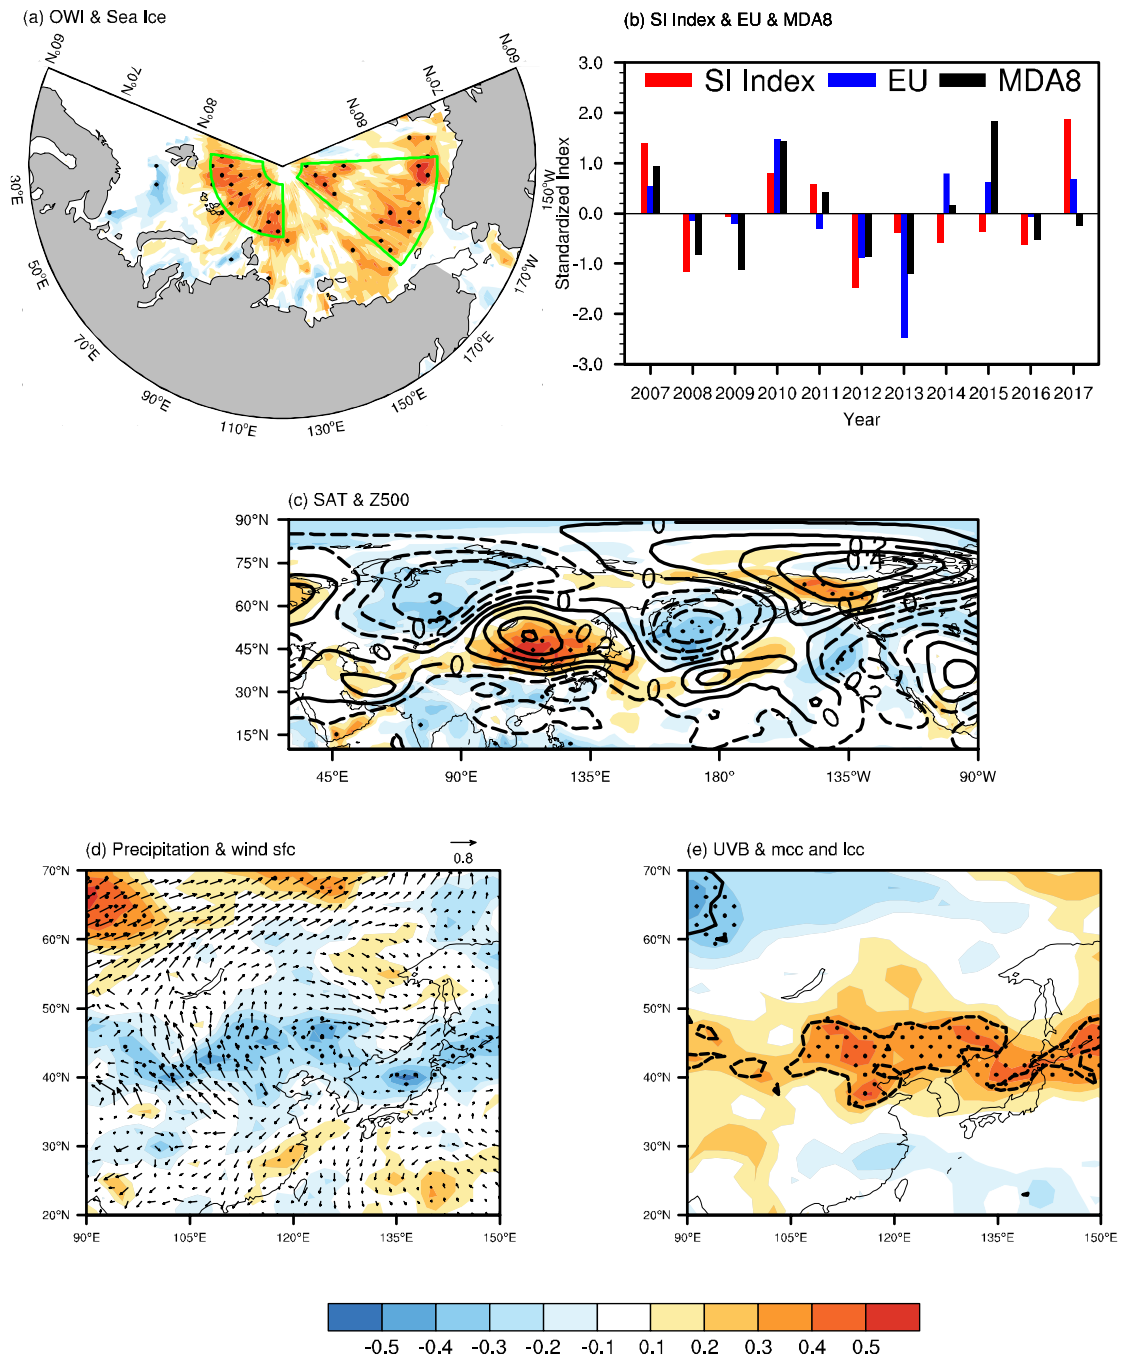 (a) OWI & Sea Ice
60°N
70°N
80°N
80°N
70°N
60°N
30°E
50°E
70°E
90°E
110°E
130°E
150°E
170°E
170°W
150°W
(b) SI Index & EU & MDA8
SI Index EU MDA8
3.0
2.0
1.0
0.0
-1.0
-2.0
-3.0
Standardized Index
2007 2008 2009 2010 2011 2012 2013 2014 2015 2016 2017
Year
(c) SAT & Z500
90°N
75°N
60°N
45°N
30°N
15°N
45°E 90°E 135°E 180° 135°W 90°W
(d) Precipitation & wind sfc
0.8
70°N
60°N
50°N
40°N
30°N
20°N
90°E 105°E 120°E 135°E 150°E
(e) UVB & mcc and lcc
70°N
60°N
50°N
40°N
30°N
20°N
90°E 105°E 120°E 135°E 150°E
-0.5 -0.4 -0.3 -0.2 -0.1 0.1 0.2 0.3 0.4 0.5